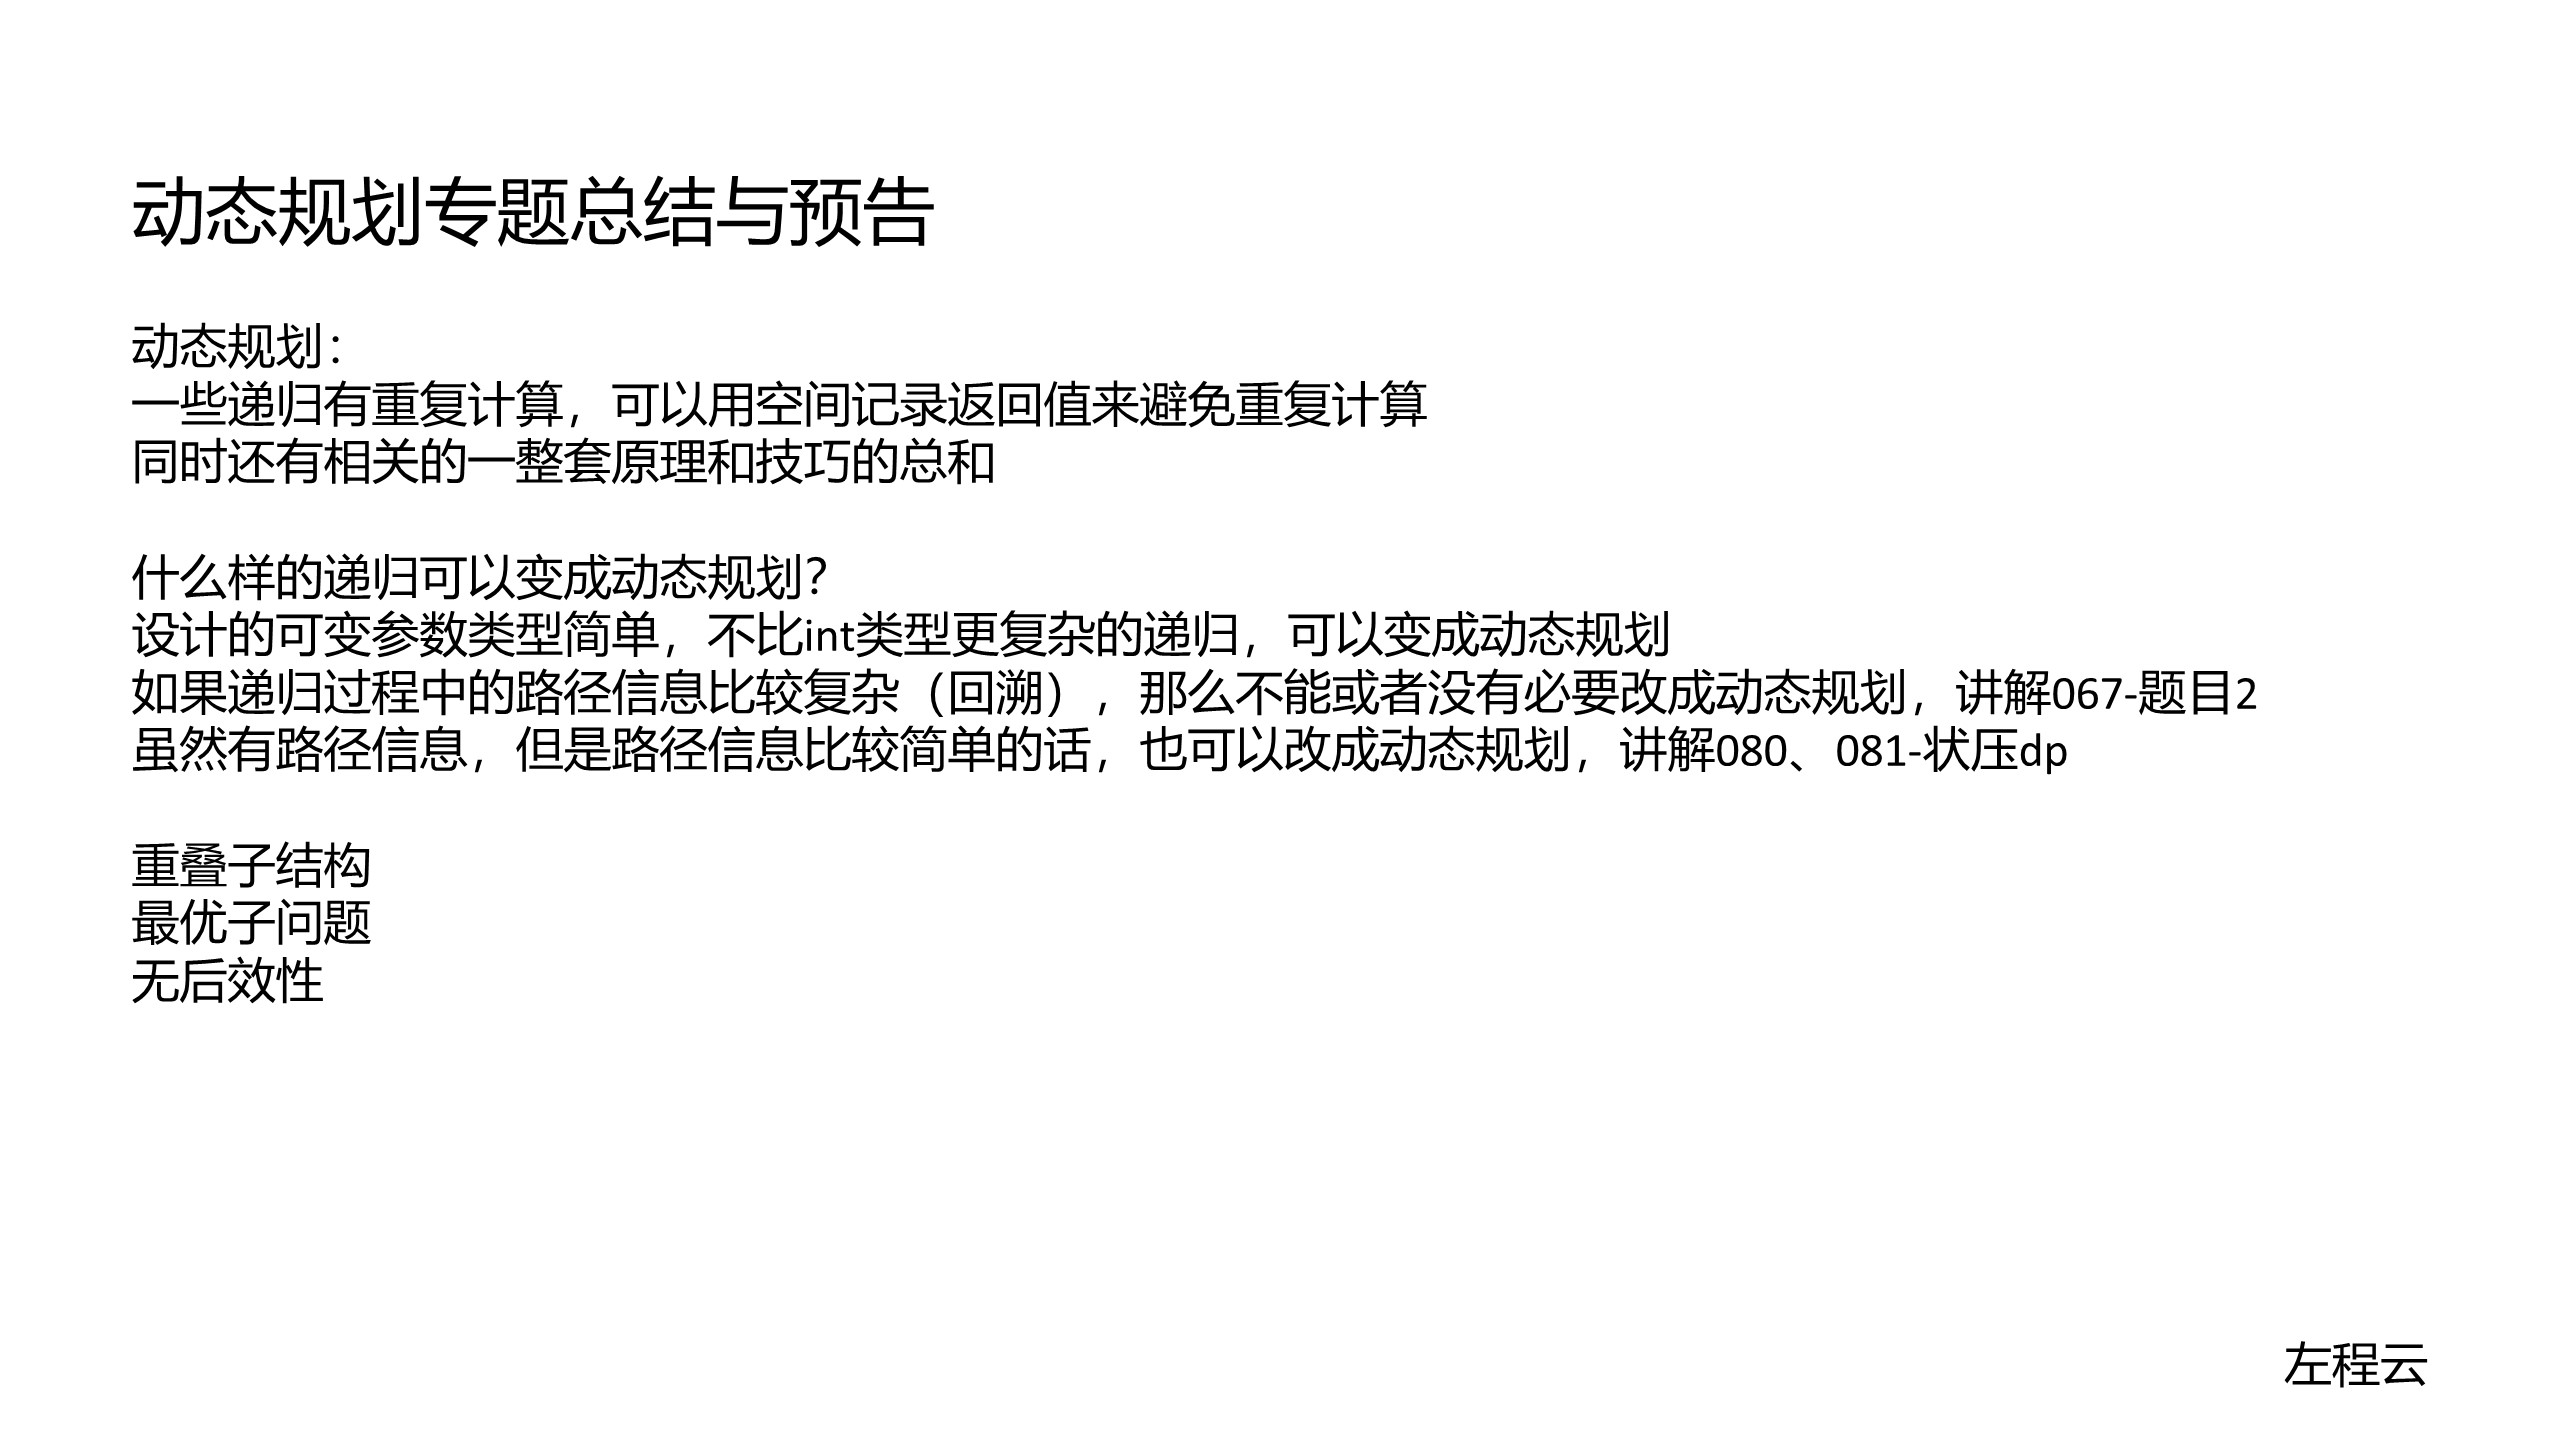 动态规划专题总结与预告
动态规划：
一些递归有重复计算，可以用空间记录返回值来避免重复计算
同时还有相关的一整套原理和技巧的总和
什么样的递归可以变成动态规划？
设计的可变参数类型简单，不比int类型更复杂的递归，可以变成动态规划
如果递归过程中的路径信息比较复杂（回溯），那么不能或者没有必要改成动态规划，讲解067-题目2
虽然有路径信息，但是路径信息比较简单的话，也可以改成动态规划，讲解080、081-状压dp
重叠子结构
最优子问题
无后效性
左程云